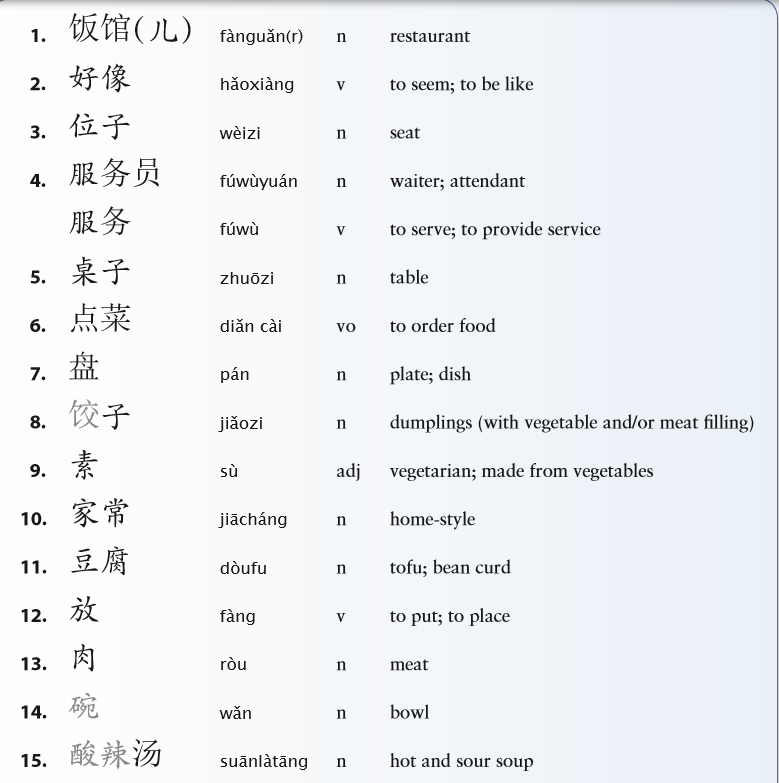 1. 饭馆(儿) fànguǎn(r) n restaurant
2. 好像 hǎoxiàng v to seem; to be like
3. 位子 wèizi n seat
4. 服务员 fúwùyuán n waiter; attendant
服务 fúwù v to serve; to provide service
5. 桌子 zhuōzi n table
6. 点菜 diǎn cài vo to order food
7. 盘 pán n plate; dish
8. 饺子 jiǎozi n dumplings (with vegetable and/or meat filling)
9. 素 sù adj vegetarian; made from vegetables
10. 家常 jiācháng n home-style
11. 豆腐 dòufu n tofu; bean curd
12. 放 fàng v to put; to place
13. 肉 ròu n meat
14. 碗 wǎn n bowl
15. 酸辣汤 suānlàtāng n hot and sour soup